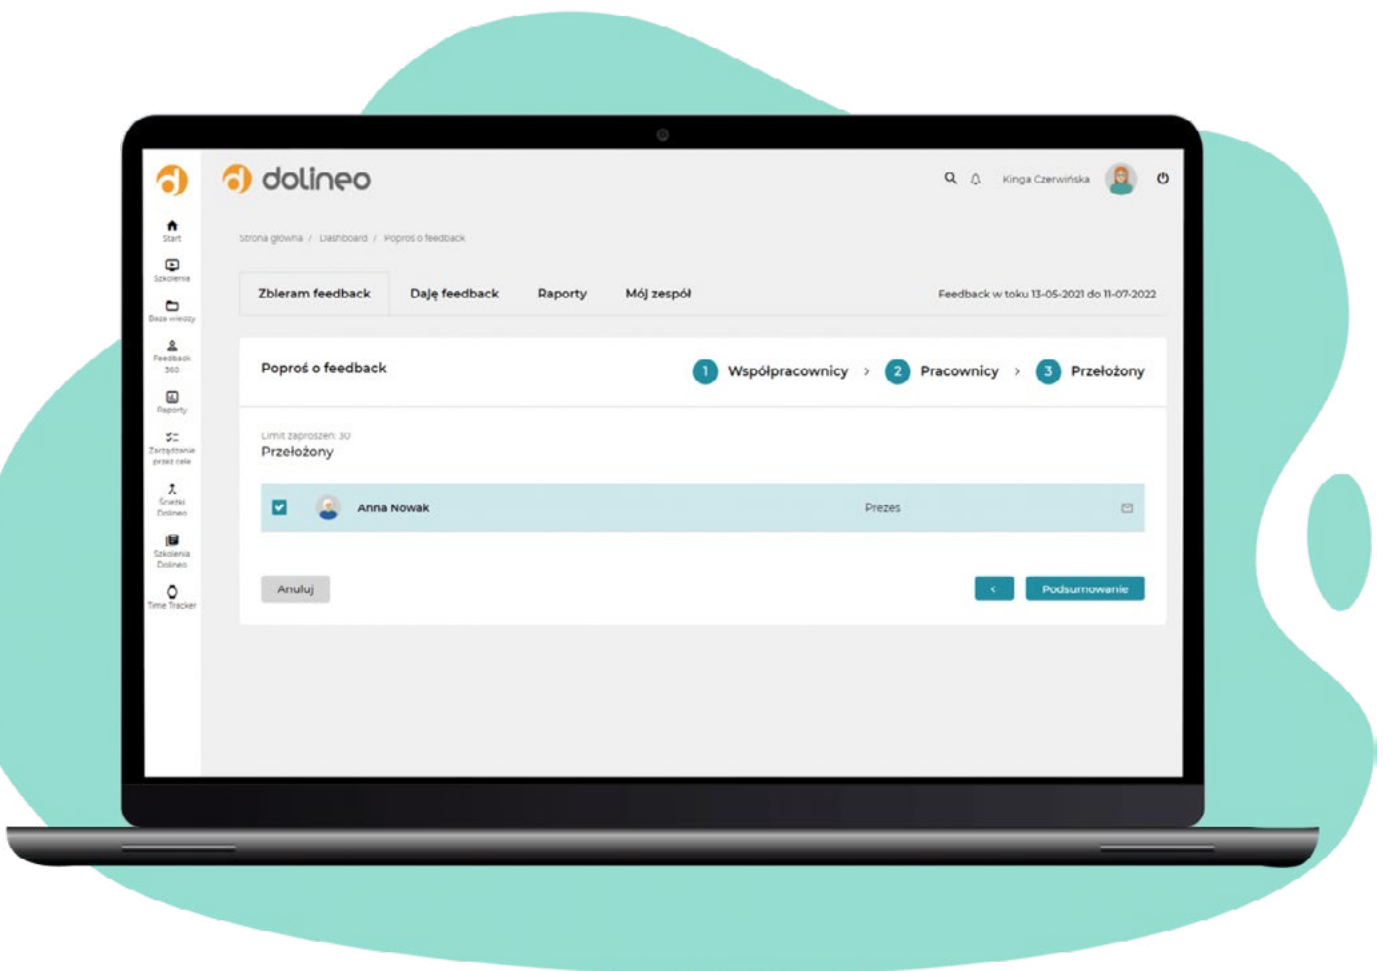 dolineo
Kinga Czerwińska
Start
Szkolenia
Baza wiedzy
Feedback
360
Raporty
Zarządzanie
przez cele
Ścieżki
Dolineo
Szkolenia
Dolineo
Time Tracker
Strona główna / Dashboard / Poproś o feedback
Zbieram feedback Daję feedback Raporty Mój zespół Feedback w toku 13-05-2021 do 11-07-2022
Poproś o feedback 1 Współpracownicy > 2 Pracownicy > 3 Przełożony
Limit zaproszeń: 30
Przełożony
Anna Nowak Prezes
Anuluj < Podsumowanie